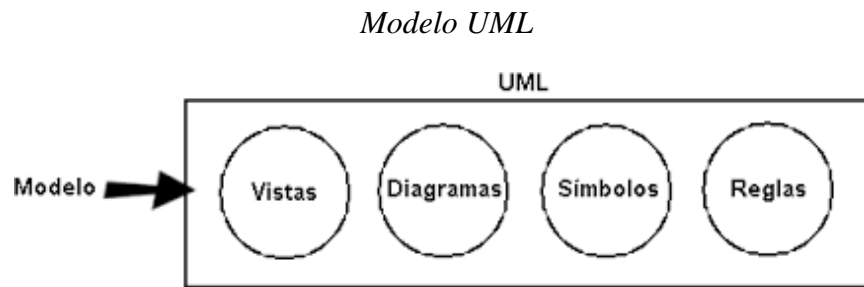 Modelo UML
UML
Modelo
Vistas
Diagramas
Símbolos
Reglas